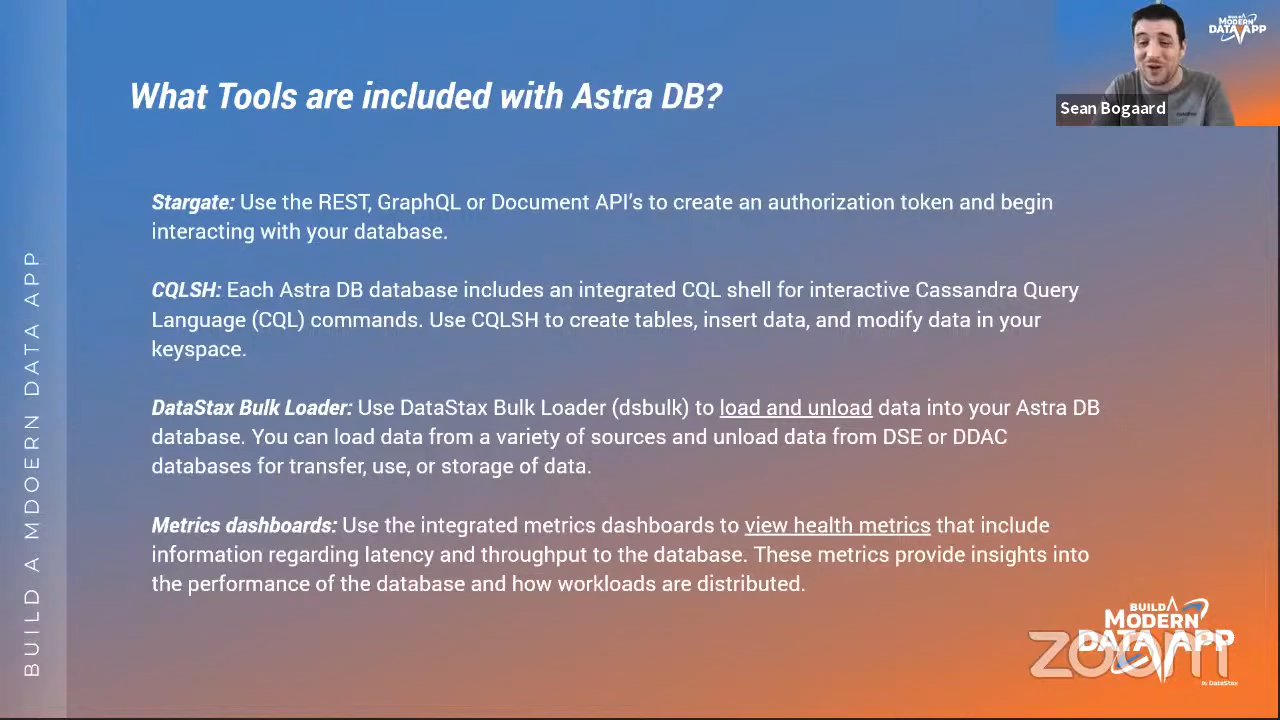 What Tools are included with Astra DB?
BUILD A
MODERN
DATA APP
Sean Bogaard
Stargate: Use the REST, GraphQL or Document API's to create an authorization token and begin
interacting with your database.
CQLSH: Each Astra DB database includes an integrated CQL shell for interactive Cassandra Query
Language (CQL) commands. Use CQLSH to create tables, insert data, and modify data in your
keyspace.
DataStax Bulk Loader: Use DataStax Bulk Loader (dsbulk) to load and unload data into your Astra DB
database. You can load data from a variety of sources and unload data from DSE or DDAC
databases for transfer, use, or storage of data.
Metrics dashboards: Use the integrated metrics dashboards to view health metrics that include
information regarding latency and throughput to the database. These metrics provide insights into
the performance of the database and how workloads are distributed.
BUILD A MDOERN DATA APP
BUILD A
MODERN
DATA APP
zoom
by DataStax